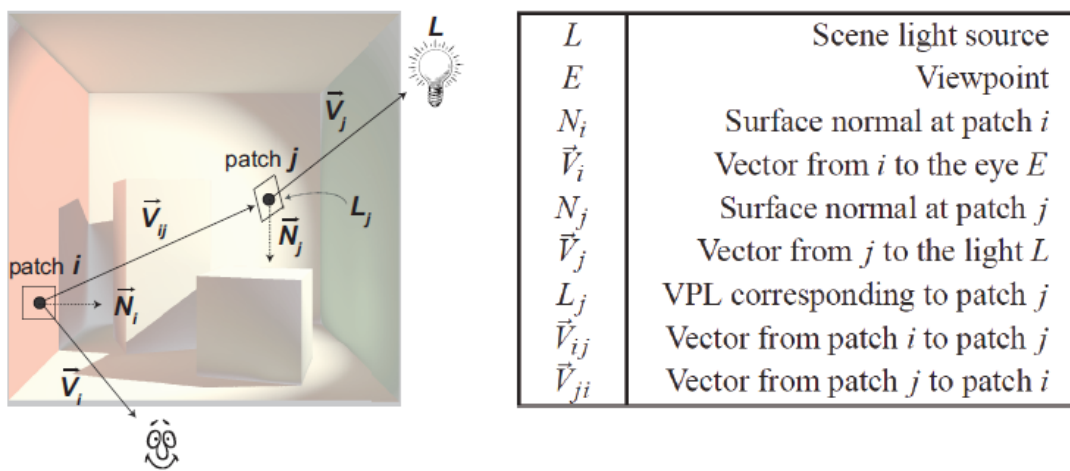 L
V⃗j
patch j
V⃗ij
Lj
N⃗j
patch i
N⃗i
V⃗i
L Scene light source
E Viewpoint
Ni Surface normal at patch i
V⃗i Vector from i to the eye E
Nj Surface normal at patch j
V⃗j Vector from j to the light L
Lj VPL corresponding to patch j
V⃗ij Vector from patch i to patch j
V⃗ji Vector from patch j to patch i